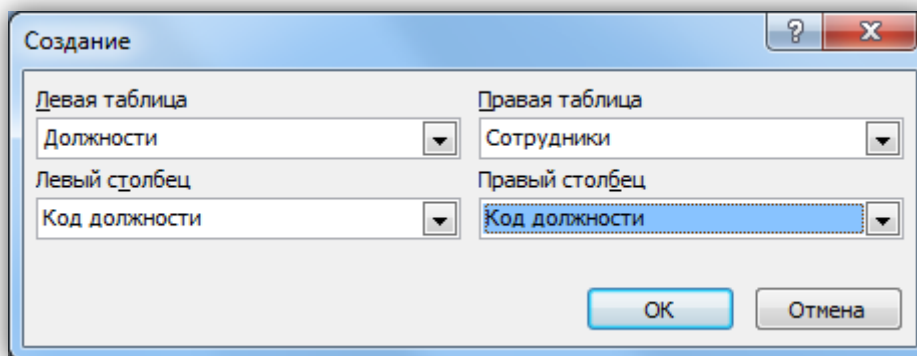 Создание
Левая таблица Правая таблица
Должности Сотрудники
Левый столбец Правый столбец
Код должности Код должности
ОК Отмена